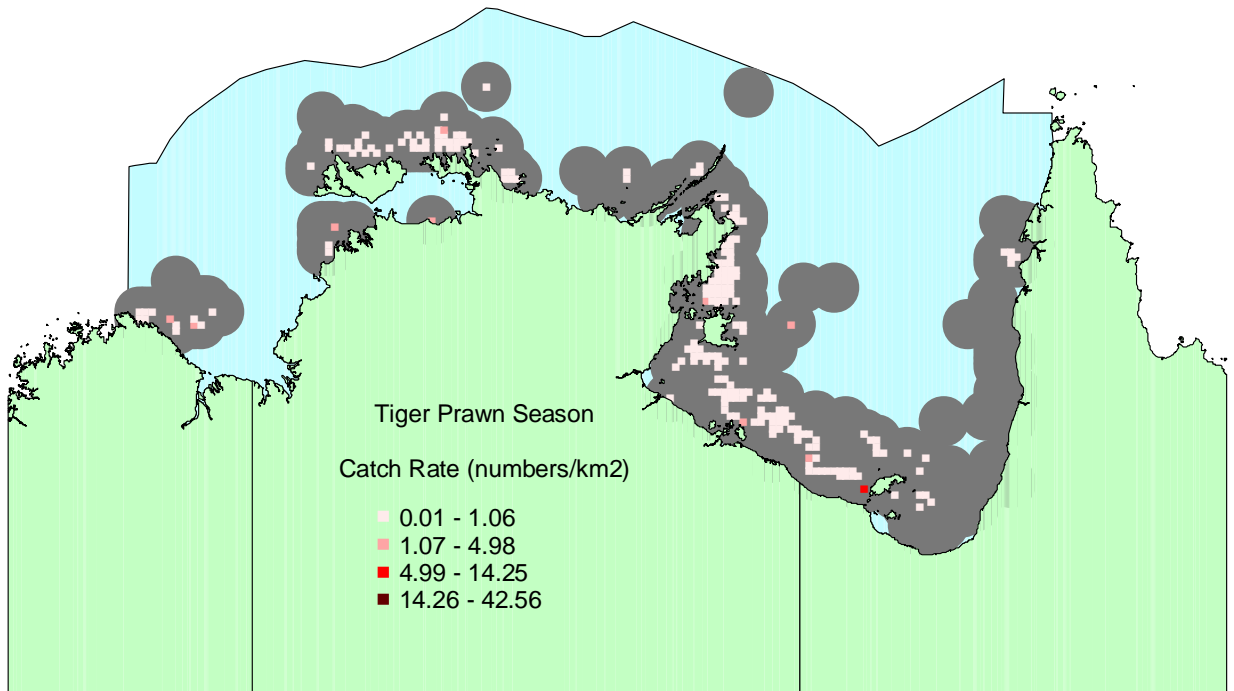 Tiger Prawn Season
Catch Rate (numbers/km2)
0.01 - 1.06
1.07 - 4.98
4.99 - 14.25
14.26 - 42.56